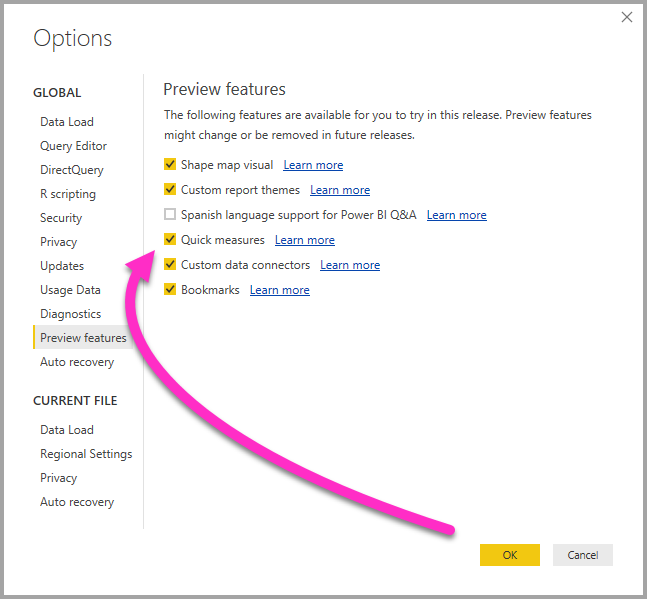 Options
GLOBAL
Data Load
Query Editor
DirectQuery
R scripting
Security
Privacy
Updates
Usage Data
Diagnostics
Preview features
Auto recovery
CURRENT FILE
Data Load
Regional Settings
Privacy
Auto recovery
Preview features
The following features are available for you to try in this release. Preview features
might change or be removed in future releases.
Shape map visual Learn more
Custom report themes Learn more
Spanish language support for Power BI Q&A Learn more
Quick measures Learn more
Custom data connectors Learn more
Bookmarks Learn more
OK Cancel